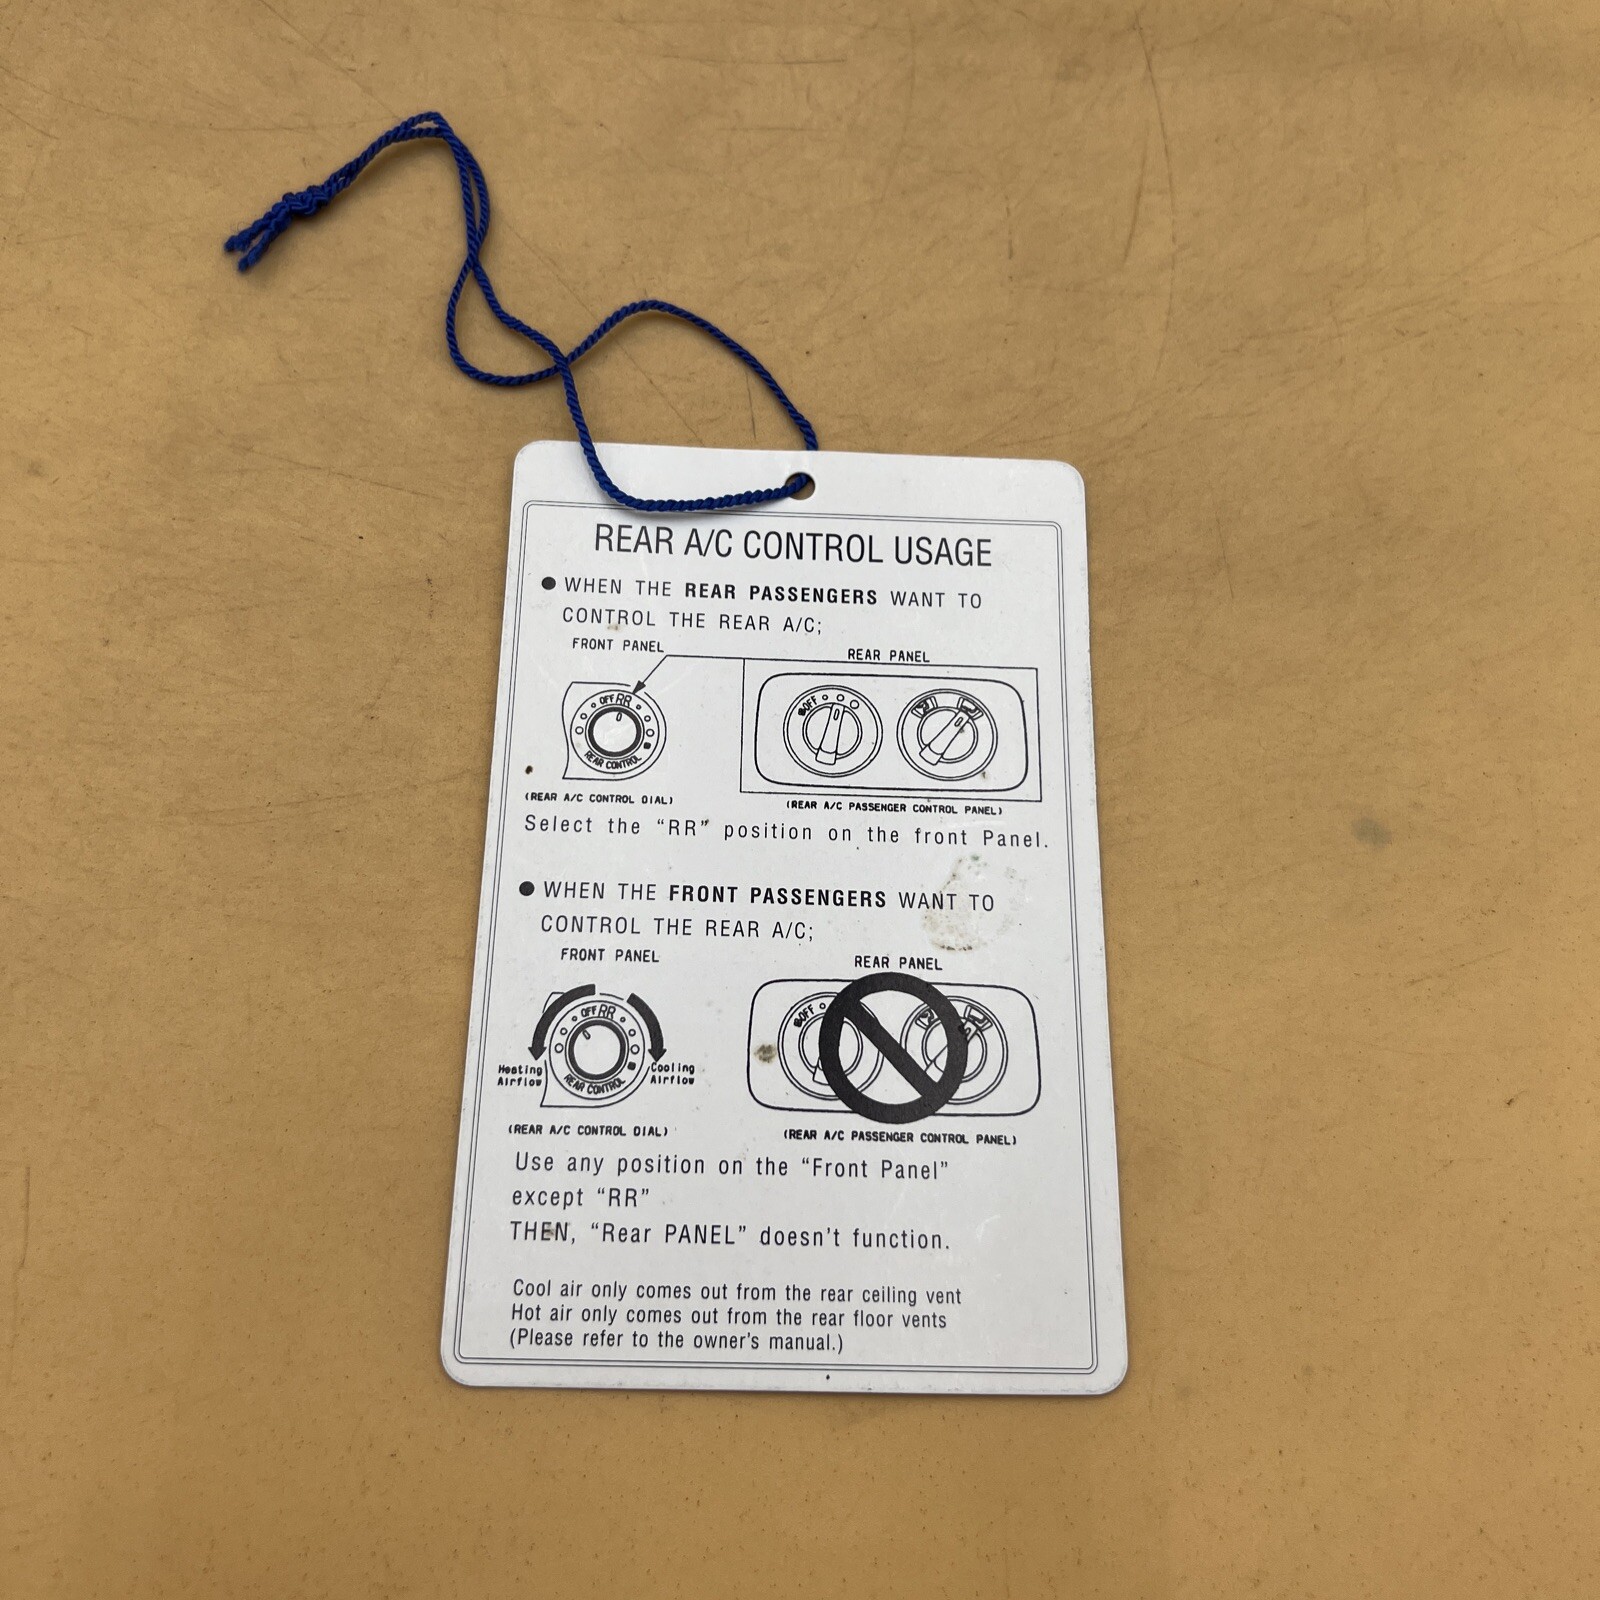 REAR A/C CONTROL USAGE
● WHEN THE REAR PASSENGERS WANT TO
CONTROL THE REAR A/C;
FRONT PANEL
REAR PANEL
OFF RR
REAR CONTROL
OFF
(REAR A/C CONTROL DIAL)
(REAR A/C PASSENGER CONTROL PANEL)
Select the “RR” position on the front Panel.
● WHEN THE FRONT PASSENGERS WANT TO
CONTROL THE REAR A/C;
FRONT PANEL
REAR PANEL
OFF RR
REAR CONTROL
Heating
Airflow
Cooling
Airflow
OFF
(REAR A/C CONTROL DIAL)
(REAR A/C PASSENGER CONTROL PANEL)
Use any position on the “Front Panel”
except “RR”
THEN, “Rear PANEL” doesn't function.
Cool air only comes out from the rear ceiling vent
Hot air only comes out from the rear floor vents
(Please refer to the owner's manual.)